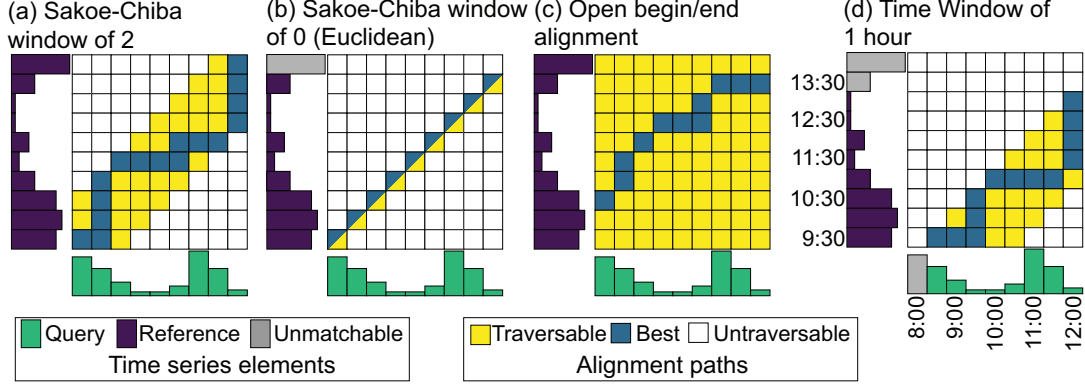 (a) Sakoe-Chiba
window of 2
(b) Sakoe-Chiba window
of 0 (Euclidean)
(c) Open begin/end
alignment
(d) Time Window of
1 hour
13:30
12:30
11:30
10:30
9:30
8:00
9:00
10:00
11:00
12:00
Query Reference Unmatchable
Time series elements
Traversable Best Untraversable
Alignment paths